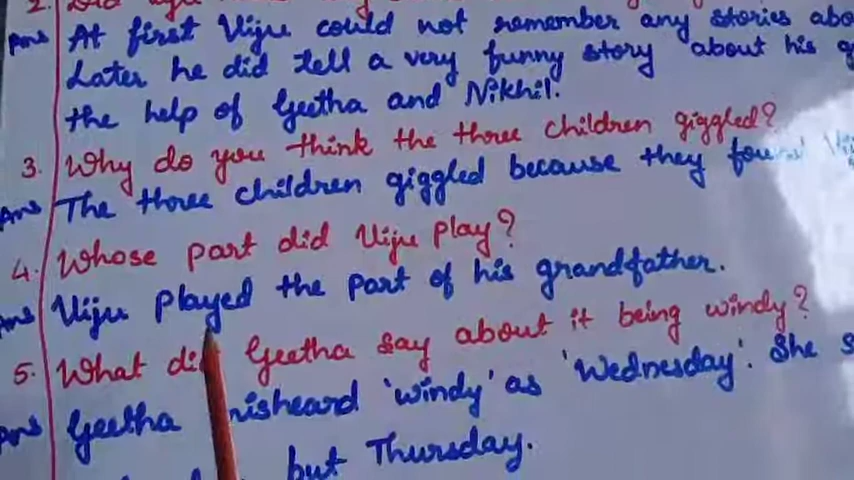 2.
Ans At first Viju could not remember any stories
Later he did tell a very funny story about his
the help of Geetha and Nikhil.
3. Why do you think the three children giggled?
Ans The three children giggled because they
4. Whose part did Viju play?
Ans Viju played the part of his grandfather.
5. What did Geetha say about it being windy?
Ans Geetha misheard 'windy' as 'Wednesday'. She
but Thursday.